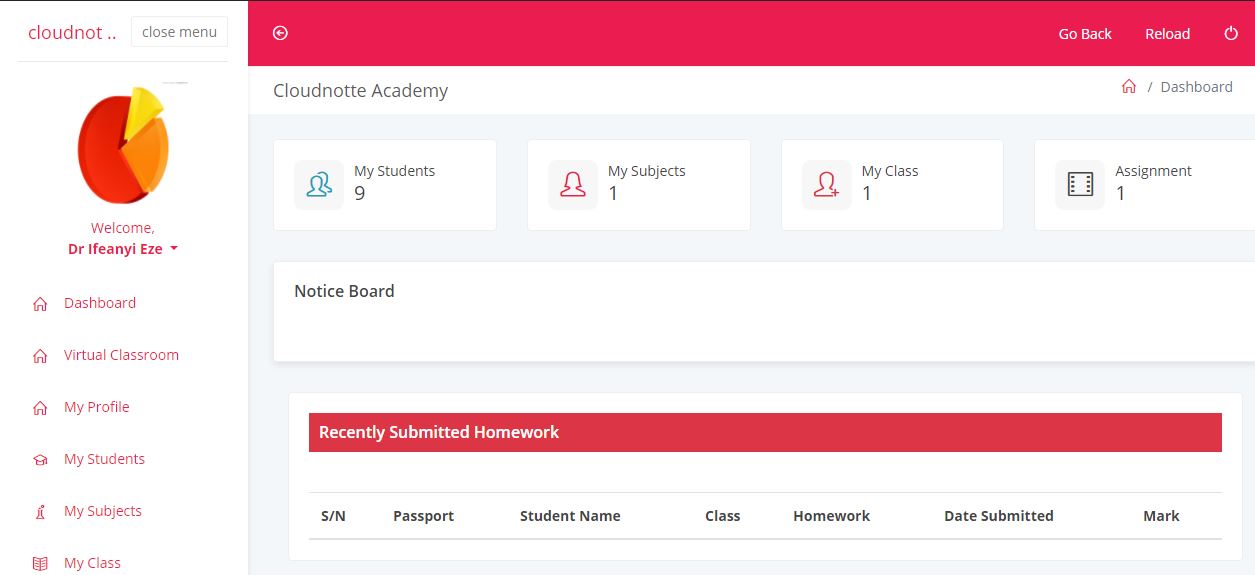 cloudnot ..
close menu
Go Back
Reload
Cloudnotte Academy
/ Dashboard
Welcome,
Dr Ifeanyi Eze
Dashboard
Virtual Classroom
My Profile
My Students
My Subjects
My Class
My Students
9
My Subjects
1
My Class
1
Assignment
1
Notice Board
Recently Submitted Homework
S/N Passport Student Name Class Homework Date Submitted Mark